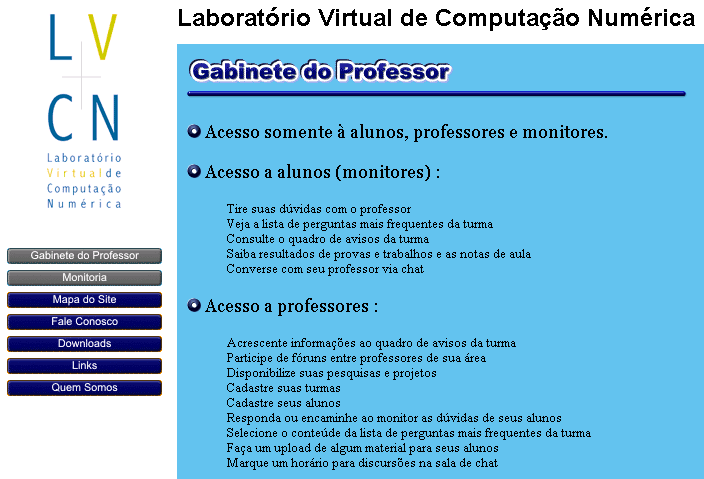 L V
C N
Laboratório
Virtual de
Computação
Numérica
Gabinete do Professor
Monitoria
Mapa do Site
Fale Conosco
Downloads
Links
Quem Somos
Laboratório Virtual de Computação Numérica
Gabinete do Professor
Acesso somente à alunos, professores e monitores.
Acesso a alunos (monitores) :
Tire suas dúvidas com o professor
Veja a lista de perguntas mais frequentes da turma
Consulte o quadro de avisos da turma
Saiba resultados de provas e trabalhos e as notas de aula
Converse com seu professor via chat
Acesso a professores :
Acrescente informações ao quadro de avisos da turma
Participe de fóruns entre professores de sua área
Disponibilize suas pesquisas e projetos
Cadastre suas turmas
Cadastre seus alunos
Responda ou encaminhe ao monitor as dúvidas de seus alunos
Selecione o conteúde da lista de perguntas mais frequentes da turma
Faça um upload de algum material para seus alunos
Marque um horário para discursões na sala de chat